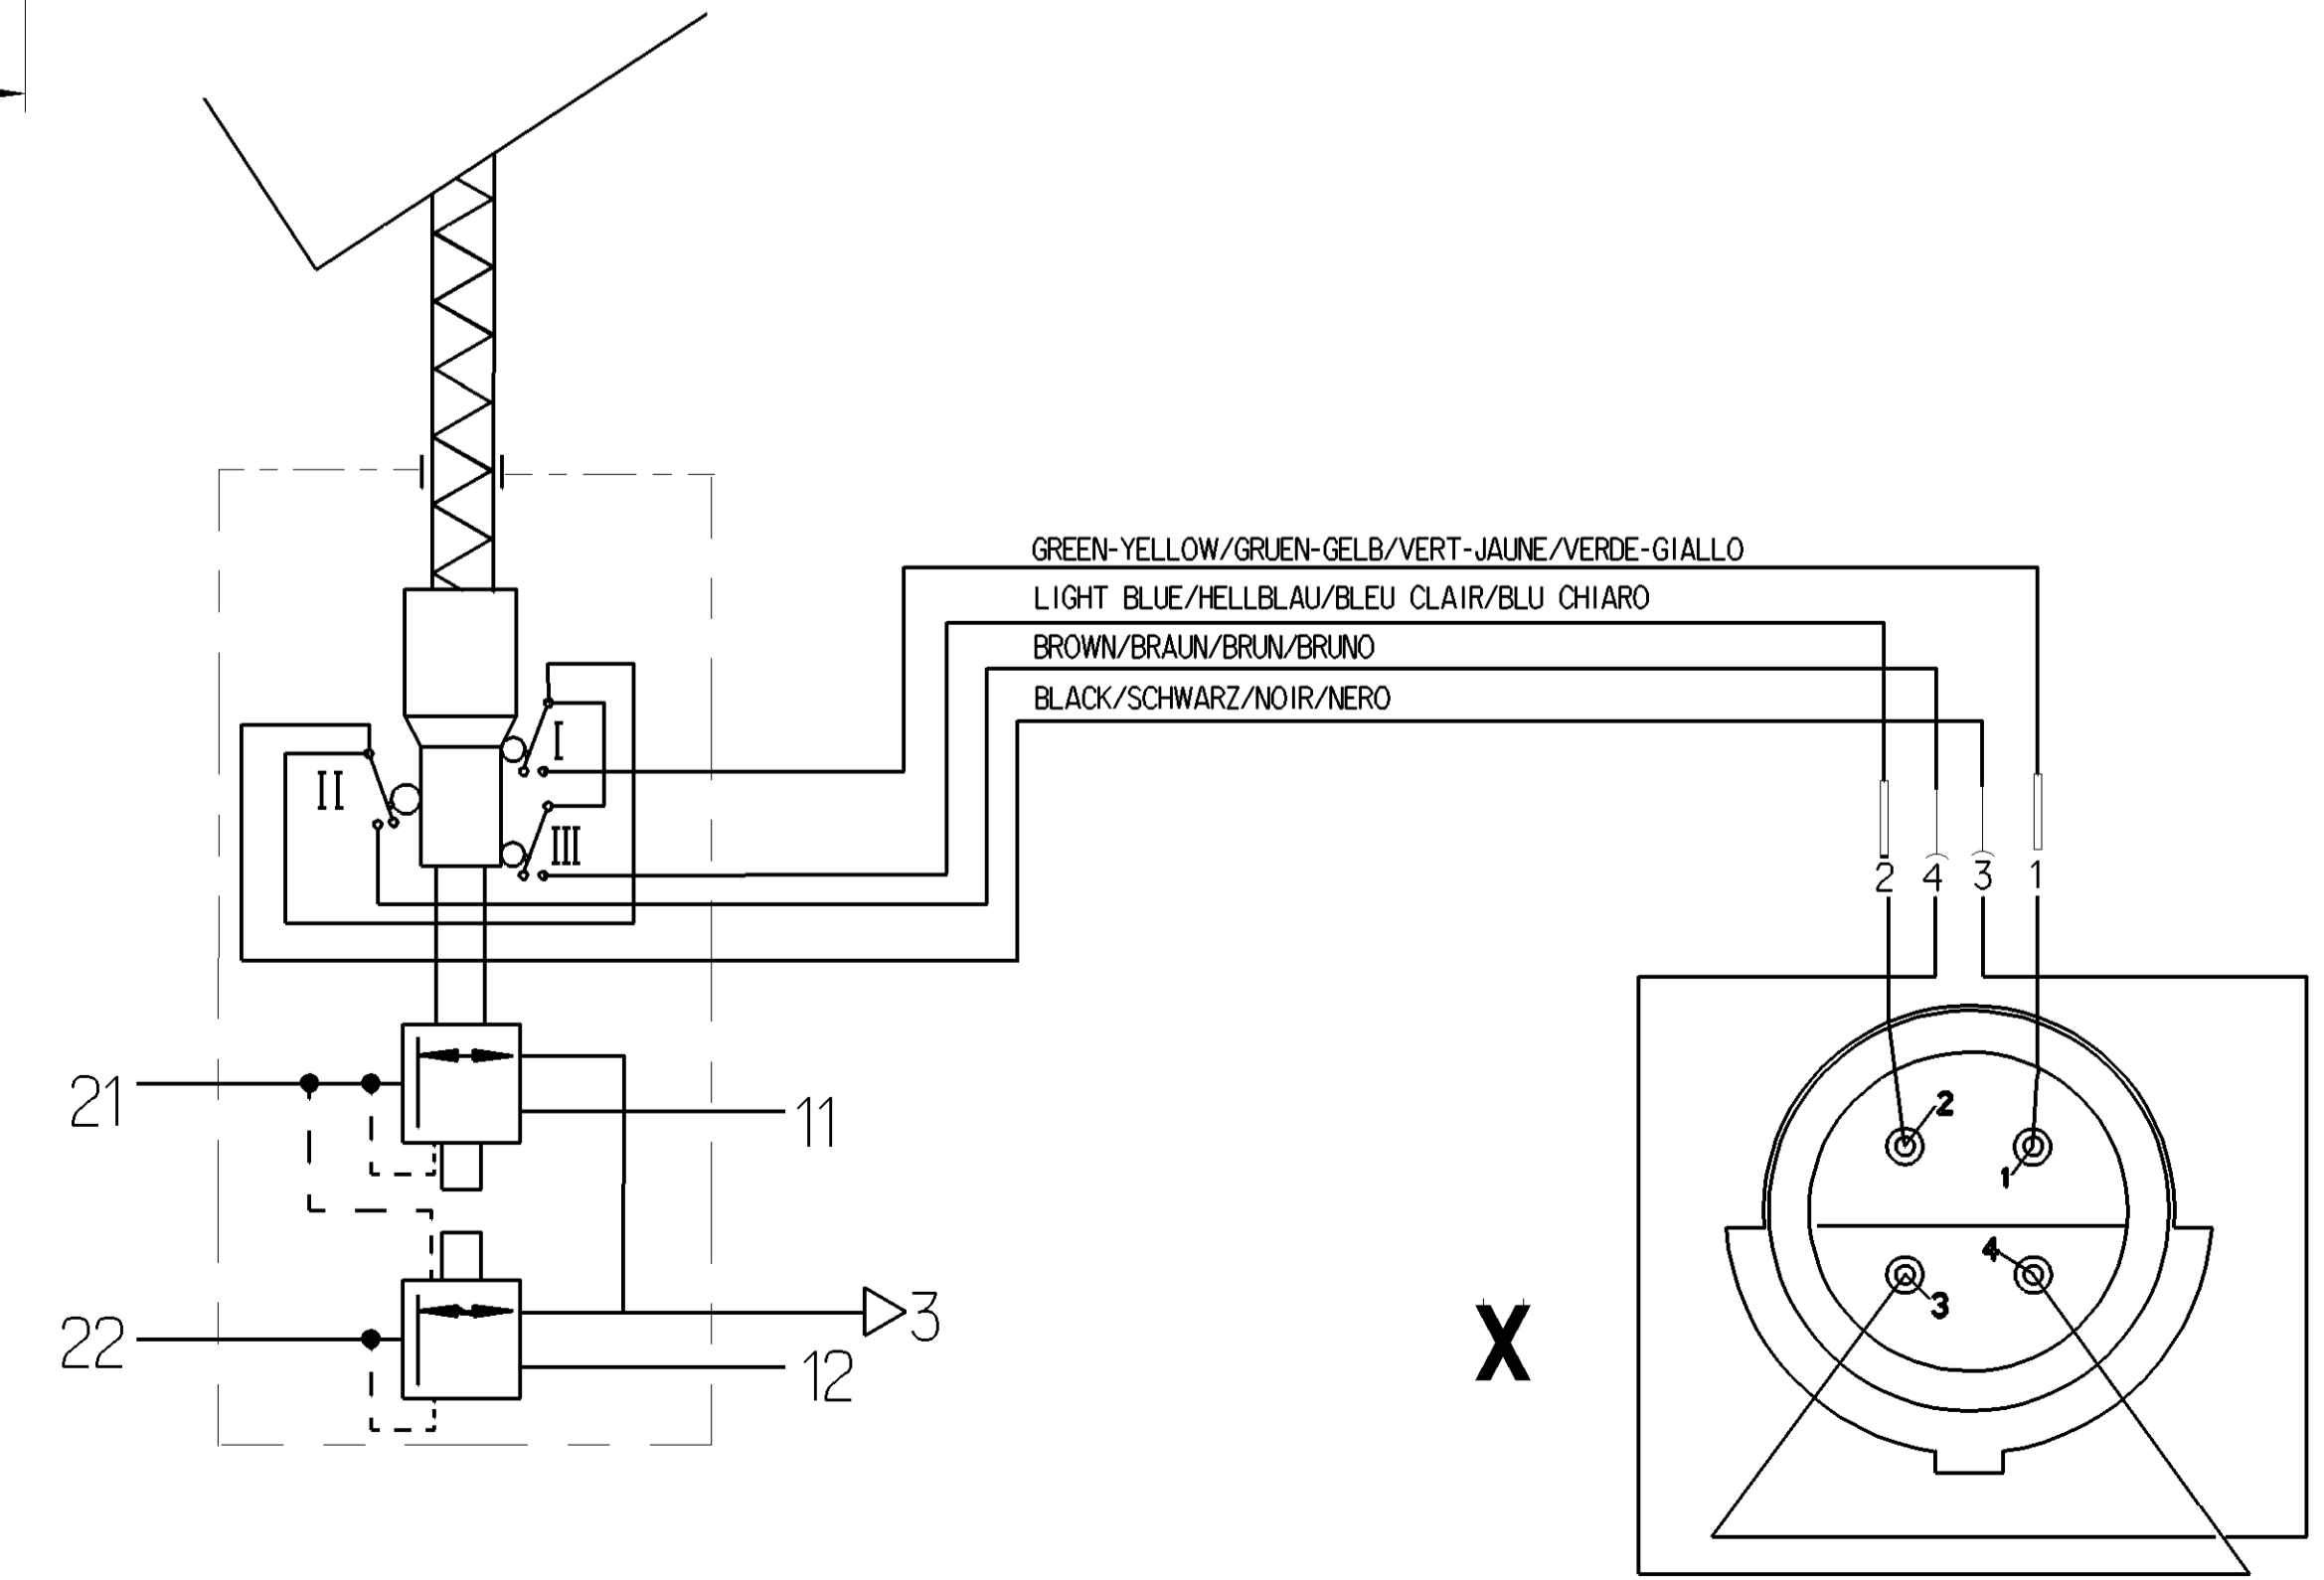 GREEN-YELLOW/GRUEN-GELB/VERT-JAUNE/VERDE-GIALLO
LIGHT BLUE/HELLBLAU/BLEU CLAIR/BLU CHIARO
BROWN/BRAUN/BRUN/BRUNO
BLACK/SCHWARZ/NOIR/NERO
I
II
III
2 4 3 1
21
11
2
1
4
3
22
3
12
X